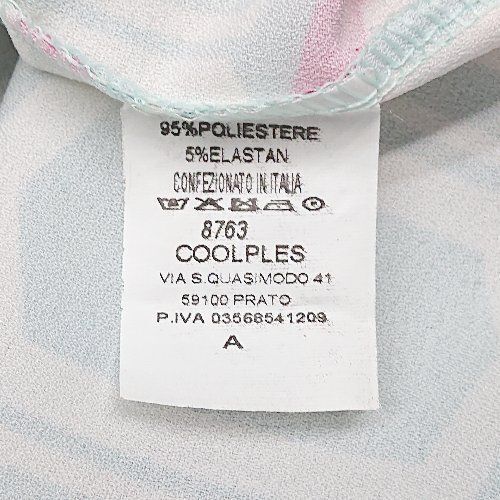 95%POLIESTERE
5%ELASTAN
CONFEZIONATO IN ITALIA
8763
COOLPLES
VIA S.QUASIMODO 41
59100 PRATO
P.IVA 03568541209
A